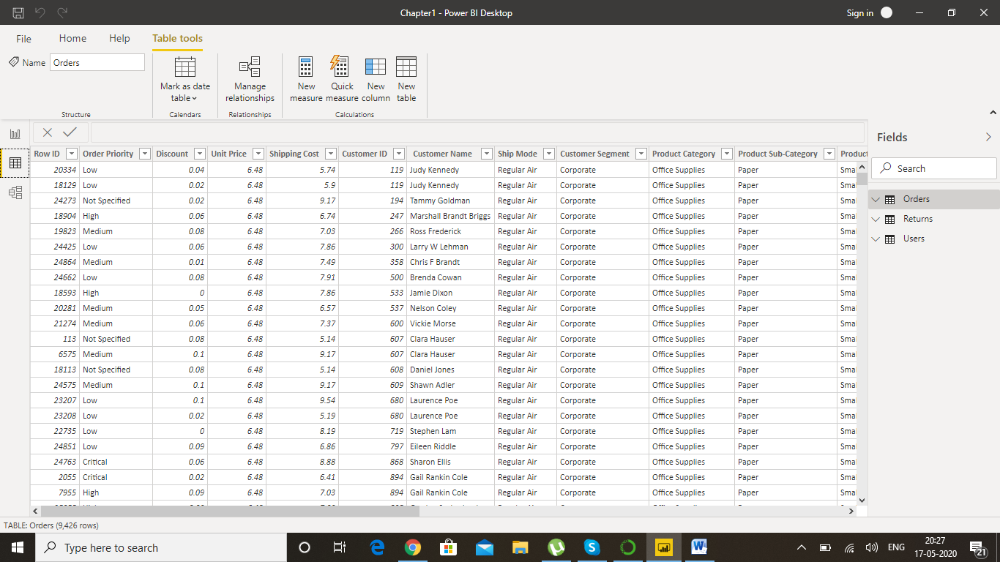 Chapter1 - Power BI Desktop
Sign in
File Home Help Table tools
Name Orders
Mark as date table
Manage relationships
New measure
Quick measure
New column
New table
Structure Calendars Relationships Calculations
Row ID Order Priority Discount Unit Price Shipping Cost Customer ID Customer Name Ship Mode Customer Segment Product Category Product Sub-Category Product
20334 Low 0.04 6.48 5.74 119 Judy Kennedy Regular Air Corporate Office Supplies Paper Sma
18129 Low 0.02 6.48 5.9 119 Judy Kennedy Regular Air Corporate Office Supplies Paper Sma
24273 Not Specified 0.02 6.48 9.17 194 Tammy Goldman Regular Air Corporate Office Supplies Paper Sma
18904 High 0.06 6.48 6.74 247 Marshall Brandt Briggs Regular Air Corporate Office Supplies Paper Sma
19823 Medium 0.08 6.48 7.03 266 Ross Frederick Regular Air Corporate Office Supplies Paper Sma
24425 Low 0.06 6.48 7.86 300 Larry W Lehman Regular Air Corporate Office Supplies Paper Sma
24864 Medium 0.01 6.48 7.49 358 Chris F Brandt Regular Air Corporate Office Supplies Paper Sma
24662 Low 0.08 6.48 7.91 500 Brenda Cowan Regular Air Corporate Office Supplies Paper Sma
18593 High 0 6.48 7.86 533 Jamie Dixon Regular Air Corporate Office Supplies Paper Sma
20281 Medium 0.05 6.48 6.57 537 Nelson Coley Regular Air Corporate Office Supplies Paper Sma
21274 Medium 0.06 6.48 7.37 600 Vickie Morse Regular Air Corporate Office Supplies Paper Sma
113 Not Specified 0.08 6.48 5.14 607 Clara Hauser Regular Air Corporate Office Supplies Paper Sma
6575 Medium 0.1 6.48 9.17 607 Clara Hauser Regular Air Corporate Office Supplies Paper Sma
18113 Not Specified 0.08 6.48 5.14 608 Daniel Jones Regular Air Corporate Office Supplies Paper Sma
24575 Medium 0.1 6.48 9.17 609 Shawn Adler Regular Air Corporate Office Supplies Paper Sma
23207 Low 0.1 6.48 9.54 680 Laurence Poe Regular Air Corporate Office Supplies Paper Sma
23208 Low 0.02 6.48 5.19 680 Laurence Poe Regular Air Corporate Office Supplies Paper Sma
22735 Low 0 6.48 8.19 719 Stephen Lam Regular Air Corporate Office Supplies Paper Sma
24851 Low 0.09 6.48 6.86 797 Eileen Riddle Regular Air Corporate Office Supplies Paper Sma
24763 Critical 0.06 6.48 8.88 868 Sharon Ellis Regular Air Corporate Office Supplies Paper Sma
2055 Critical 0.02 6.48 6.41 894 Gail Rankin Cole Regular Air Corporate Office Supplies Paper Sma
7955 High 0.09 6.48 7.03 894 Gail Rankin Cole Regular Air Corporate Office Supplies Paper Sma
Fields
Search
Orders
Returns
Users
TABLE: Orders (9,426 rows)
Type here to search
ENG
20:27
17-05-2020
21